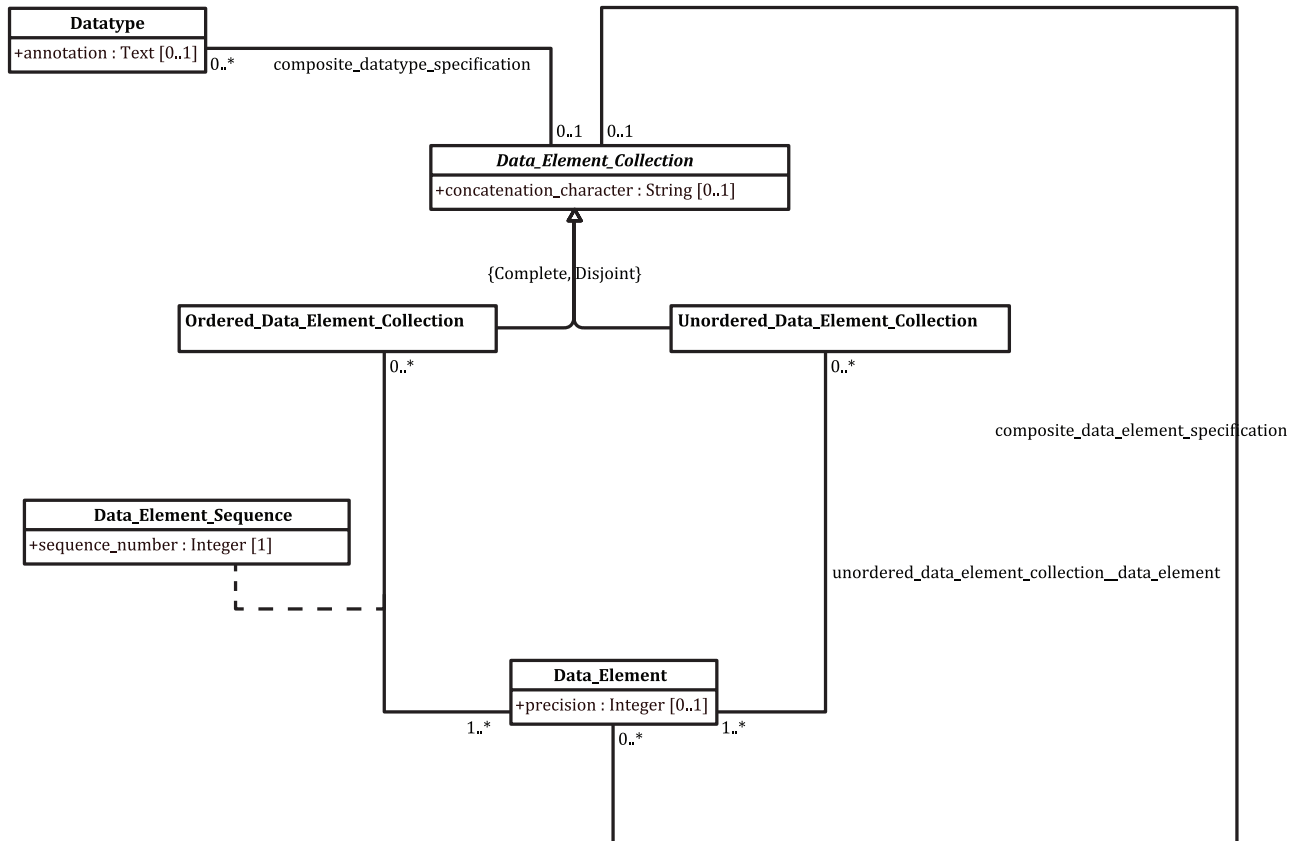 Datatype
+annotation : Text [0..1]
0..*
composite_datatype_specification
0..1
0..1
Data_Element_Collection
+concatenation_character : String [0..1]
{Complete, Disjoint}
Ordered_Data_Element_Collection
Unordered_Data_Element_Collection
0..*
0..*
composite_data_element_specification
Data_Element_Sequence
+sequence_number : Integer [1]
unordered_data_element_collection__data_element
Data_Element
+precision : Integer [0..1]
1..*
0..*
1..*